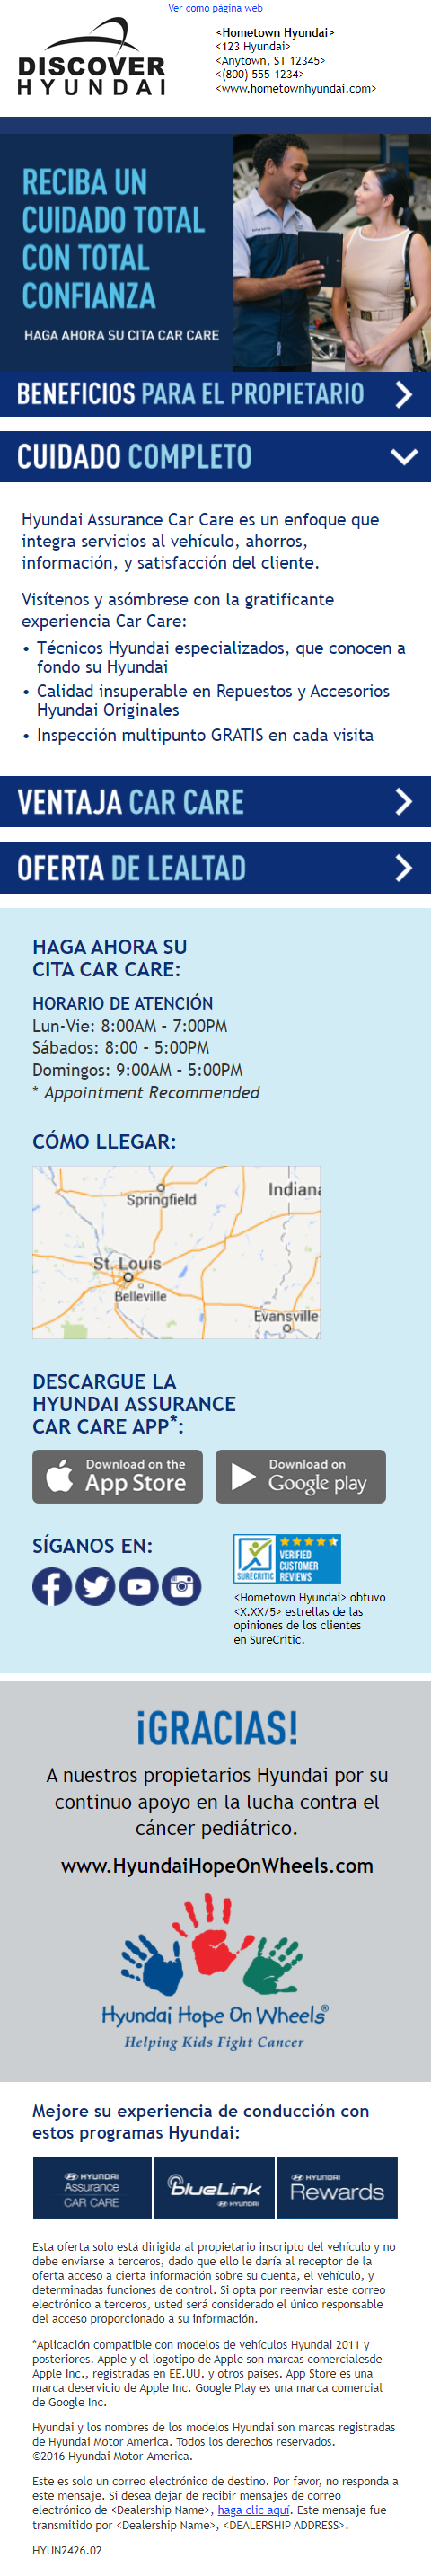 Ver como página web
DISCOVER
HYUNDAI
<Hometown Hyundai>
<123 Hyundai>
<Anytown, ST 12345>
<(800) 555-1234>
<www.hometownhyundai.com>
RECIBA UN
CUIDADO TOTAL
CON TOTAL
CONFIANZA
HAGA AHORA SU CITA CAR CARE
BENEFICIOS PARA EL PROPIETARIO
CUIDADO COMPLETO
Hyundai Assurance Car Care es un enfoque que
integra servicios al vehículo, ahorros,
información, y satisfacción del cliente.
Visítenos y asómbrese con la gratificante
experiencia Car Care:
• Técnicos Hyundai especializados, que conocen a
fondo su Hyundai
• Calidad insuperable en Repuestos y Accesorios
Hyundai Originales
• Inspección multipunto GRATIS en cada visita
VENTAJA CAR CARE
OFERTA DE LEALTAD
HAGA AHORA SU
CITA CAR CARE:
HORARIO DE ATENCIÓN
Lun-Vie: 8:00AM – 7:00PM
Sábados: 8:00 – 5:00PM
Domingos: 9:00AM – 5:00PM
* Appointment Recommended
CÓMO LLEGAR:
Springfield
Indiana
St. Louis
Belleville
Evansville
DESCARGUE LA
HYUNDAI ASSURANCE
CAR CARE APP*:
Download on the
App Store
Download on
Google play
SÍGANOS EN:
SURECRITIC
VERIFIED
CUSTOMER
REVIEWS
<Hometown Hyundai> obtuvo
<X.XX/5> estrellas de las
opiniones de los clientes
en SureCritic.
¡GRACIAS!
A nuestros propietarios Hyundai por su
continuo apoyo en la lucha contra el
cáncer pediátrico.
www.HyundaiHopeOnWheels.com
Hyundai Hope On Wheels®
Helping Kids Fight Cancer
Mejore su experiencia de conducción con
estos programas Hyundai:
HYUNDAI
Assurance
CAR CARE
blueLink
HYUNDAI
HYUNDAI
Rewards
Esta oferta solo está dirigida al propietario inscripto del vehículo y no
debe enviarse a terceros, dado que ello le daría al receptor de la
oferta acceso a cierta información sobre su cuenta, el vehículo, y
determinadas funciones de control. Si opta por reenviar este correo
electrónico a terceros, usted será considerado el único responsable
del acceso proporcionado a su información.
*Aplicación compatible con modelos de vehículos Hyundai 2011 y
posteriores. Apple y el logotipo de Apple son marcas comercialesde
Apple Inc., registradas en EE.UU. y otros países. App Store es una
marca deservicio de Apple Inc. Google Play es una marca comercial
de Google Inc.
Hyundai y los nombres de los modelos Hyundai son marcas registradas
de Hyundai Motor America. Todos los derechos reservados.
©2016 Hyundai Motor America.
Este es solo un correo electrónico de destino. Por favor, no responda a
este mensaje. Si desea dejar de recibir mensajes de correo
electrónico de <Dealership Name>, haga clic aquí. Este mensaje fue
transmitido por <Dealership Name>, <DEALERSHIP ADDRESS>.
HYUN2426.02